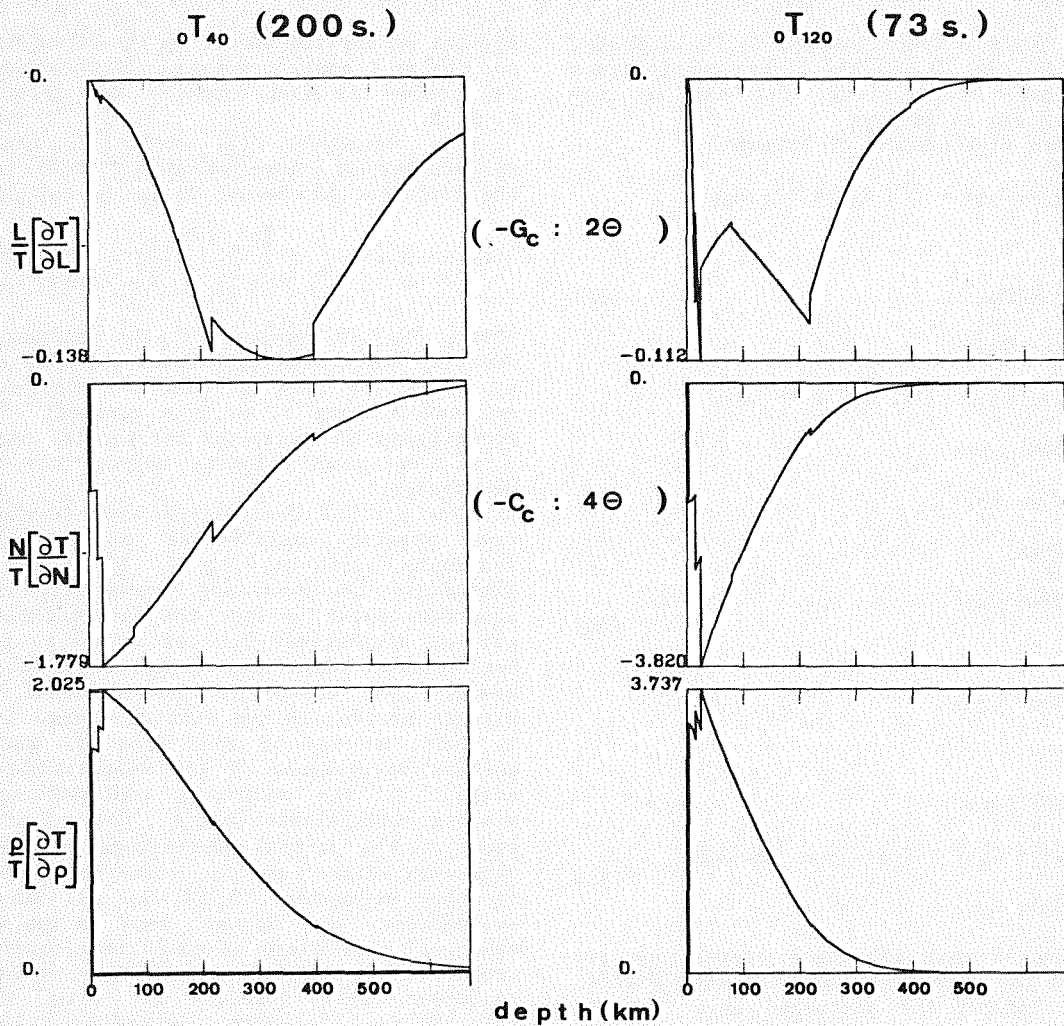 ₀T₄₀ (200 s.)
₀T₁₂₀ (73 s.)
0.
L/T [∂T/∂L]
-0.138
( -G_c : 2Θ )
0.
-0.112
0.
N/T [∂T/∂N]
-1.779
( -C_c : 4Θ )
0.
-3.820
2.025
ρ/T [∂T/∂ρ]
0.
0 100 200 300 400 500
3.737
0.
0 100 200 300 400 500
depth (km)